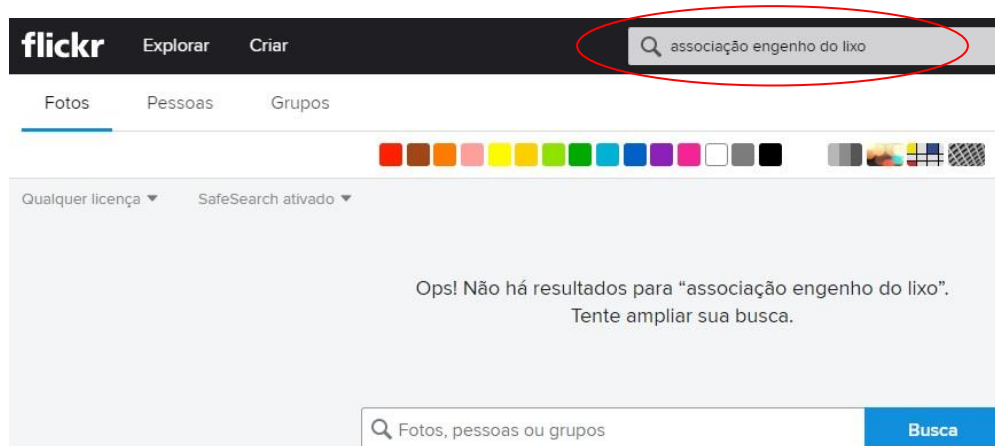 flickr Explorar Criar associação engenho do lixo
Fotos Pessoas Grupos
Qualquer licença SafeSearch ativado
Ops! Não há resultados para “associação engenho do lixo”.
Tente ampliar sua busca.
Fotos, pessoas ou grupos Busca